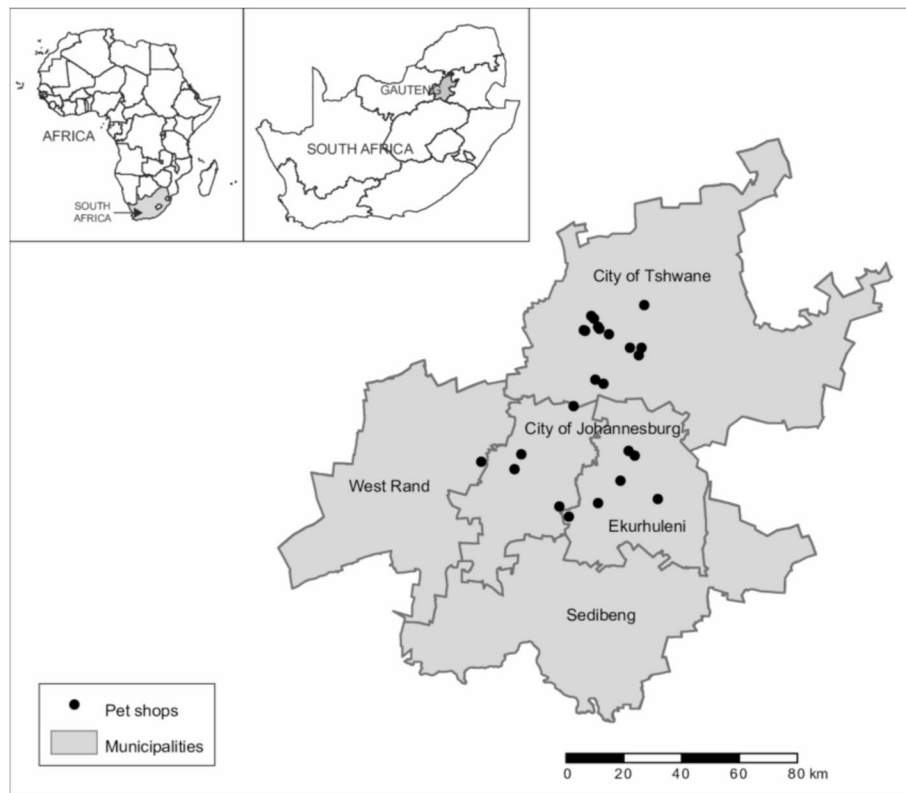 AFRICA
SOUTH
AFRICA
GAUTENG
SOUTH AFRICA
City of Tshwane
City of Johannesburg
West Rand
Ekurhuleni
Sedibeng
Pet shops
Municipalities
0 20 40 60 80 km